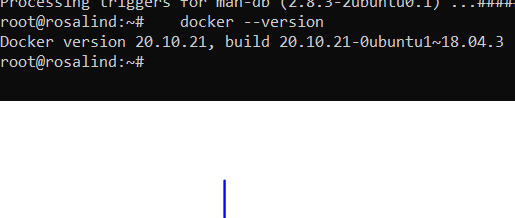 Processing triggers for man-db (2.8.3-2ubuntu0.1) ...####
root@rosalind:~#    docker --version
Docker version 20.10.21, build 20.10.21-0ubuntu1~18.04.3
root@rosalind:~#